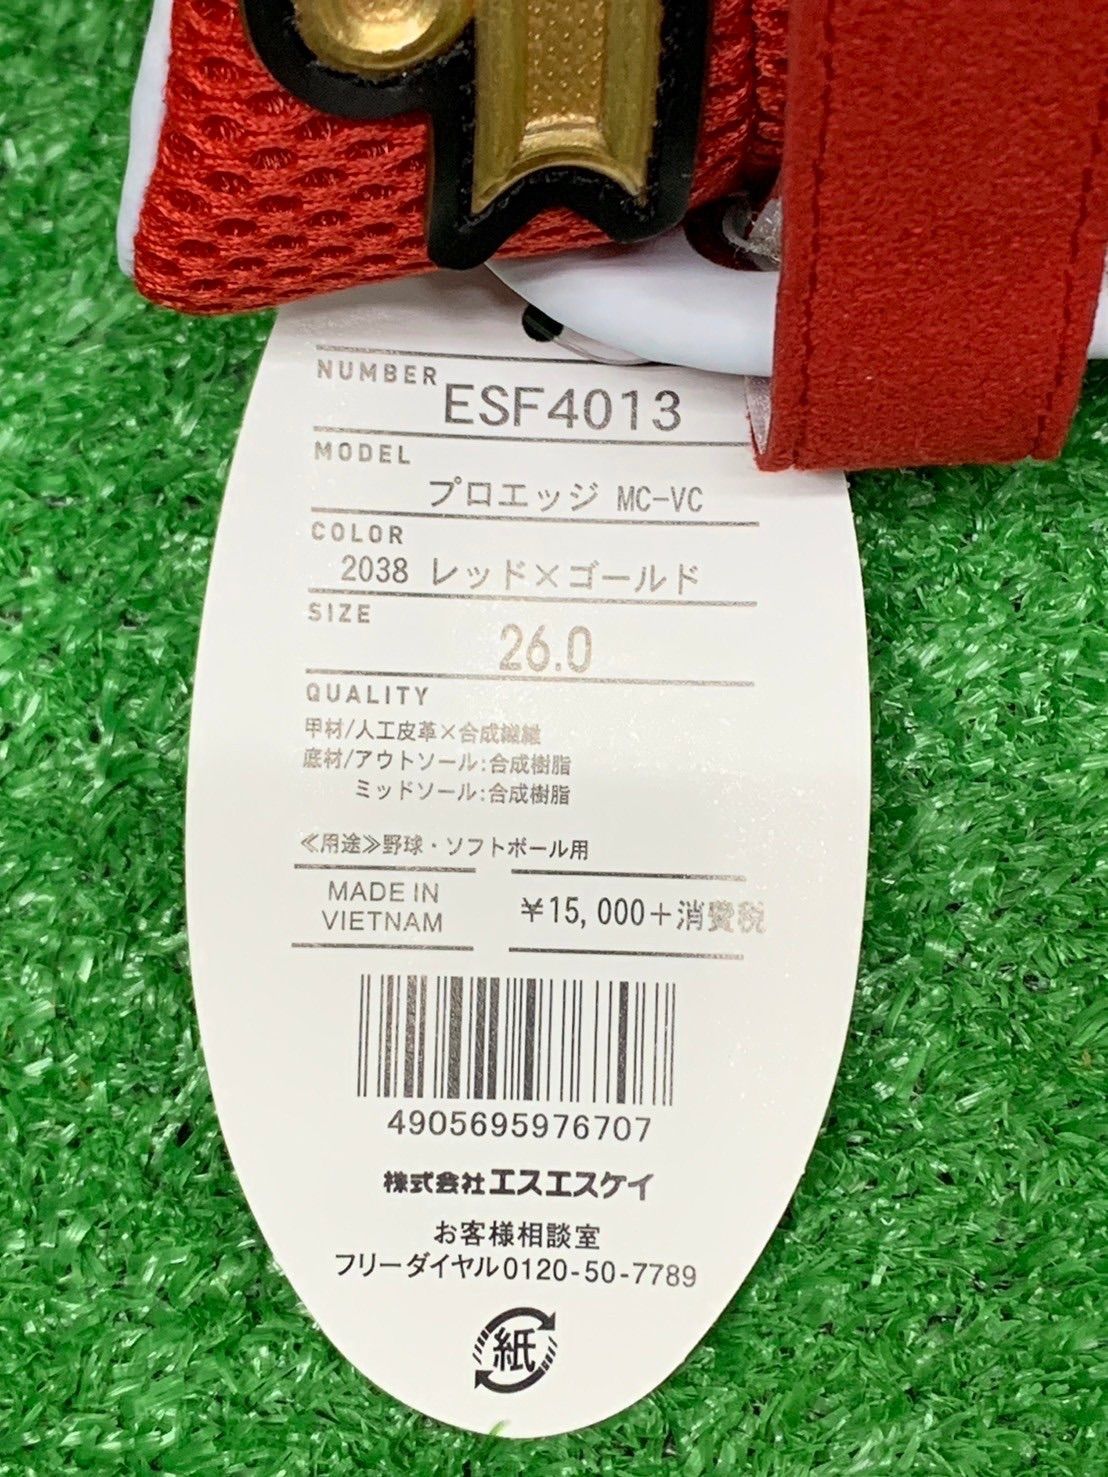 NUMBER
ESF4013
MODEL
プロエッジ MC-VC
COLOR
2038 レッド×ゴールド
SIZE
26.0
QUALITY
甲材/人工皮革×合成繊維
底材/アウトソール:合成樹脂
ミッドソール:合成樹脂
≪用途≫野球・ソフトボール用
MADE IN
VIETNAM
¥15,000+消費税
4905695976707
株式会社エスエスケイ
お客様相談室
フリーダイヤル0120-50-7789
紙